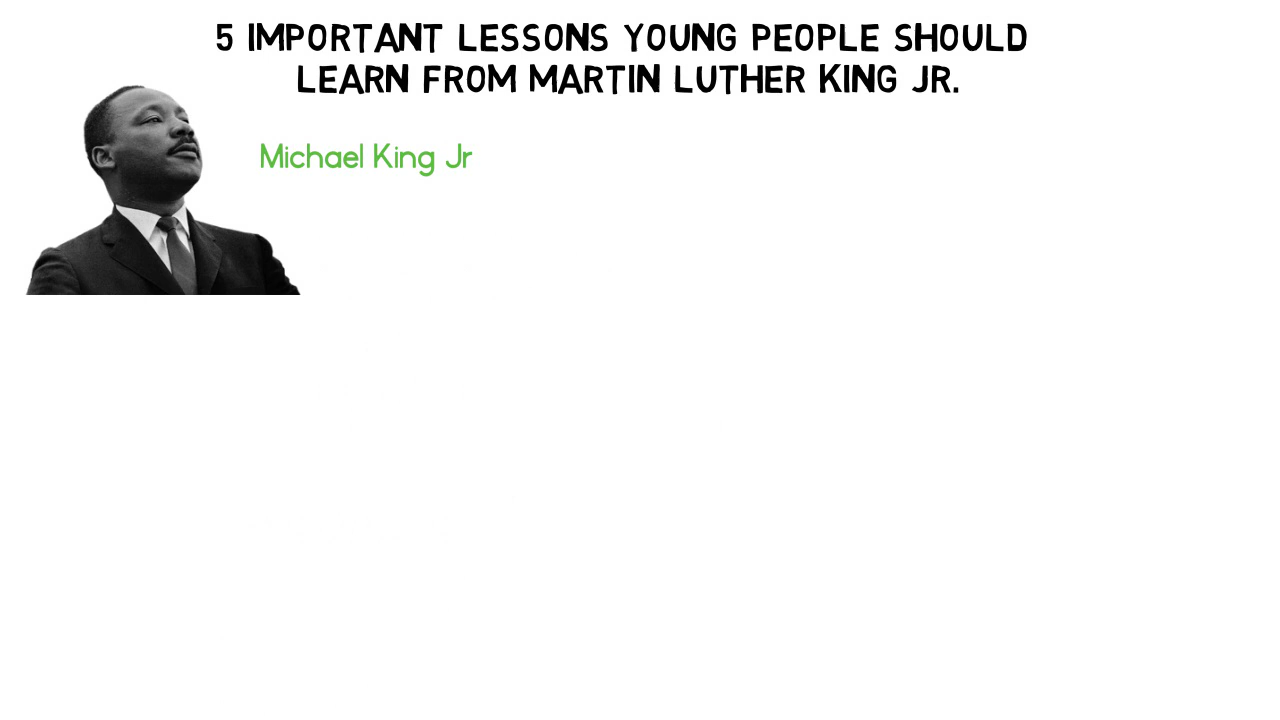 5 IMPORTANT LESSONS YOUNG PEOPLE SHOULD
LEARN FROM MARTIN LUTHER KING JR.
Michael King Jr